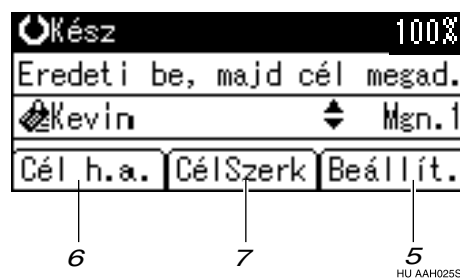 Kész 100%
Eredeti be, majd cél megad.
Kevin Mgn.1
Cél h.a. CélSzerk Beállít.
6 7 5
HU AAH025S